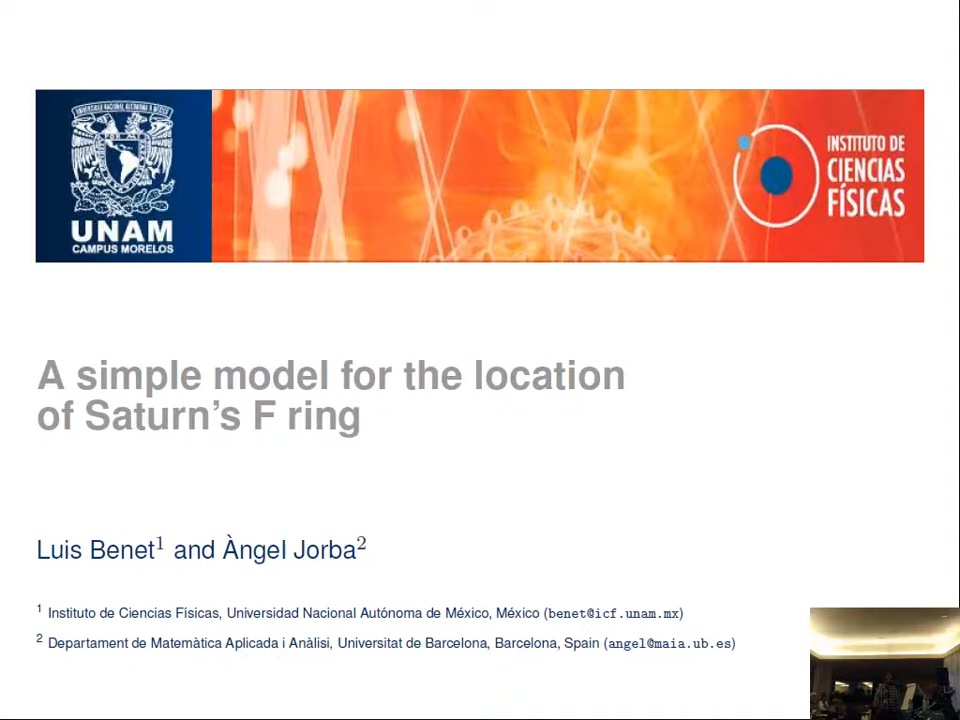 UNAM
CAMPUS MORELOS
INSTITUTO DE
CIENCIAS
FÍSICAS
A simple model for the location
of Saturn's F ring
Luis Benet¹ and Àngel Jorba²
¹ Instituto de Ciencias Físicas, Universidad Nacional Autónoma de México, México (benet@icf.unam.mx)
² Departament de Matemàtica Aplicada i Anàlisi, Universitat de Barcelona, Barcelona, Spain (angel@maia.ub.es)